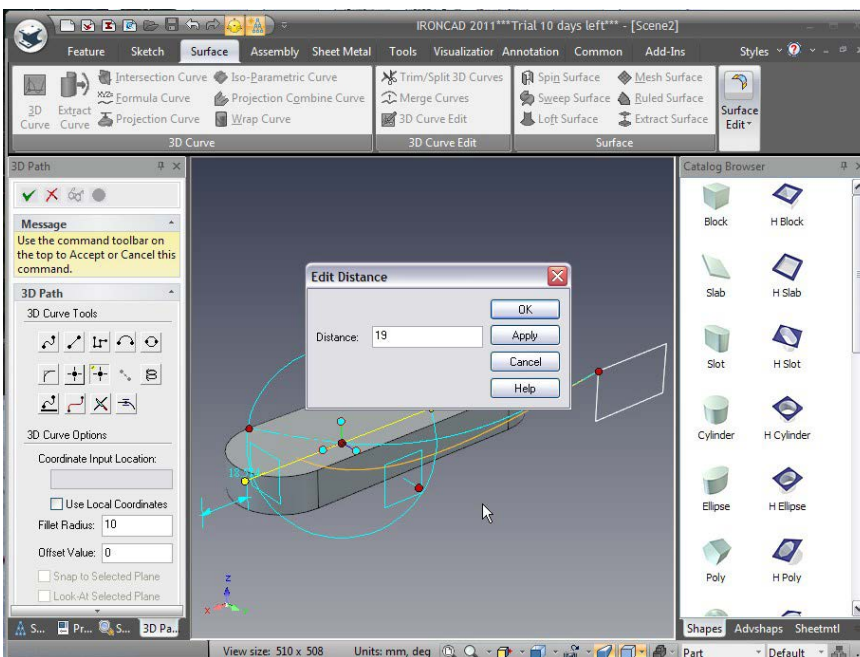 IRONCAD 2011***Trial 10 days left*** - [Scene2]
Feature Sketch Surface Assembly Sheet Metal Tools Visualizatior Annotation Common Add-Ins Styles
3D Curve
Extract Curve
Intersection Curve
Formula Curve
Projection Curve
Iso-Parametric Curve
Projection Combine Curve
Wrap Curve
3D Curve
Trim/Split 3D Curves
Merge Curves
3D Curve Edit
3D Curve Edit
Spin Surface
Sweep Surface
Loft Surface
Mesh Surface
Ruled Surface
Extract Surface
Surface
Surface Edit
3D Path
Message
Use the command toolbar on
the top to Accept or Cancel this
command.
3D Path
3D Curve Tools
3D Curve Options
Coordinate Input Location:
Use Local Coordinates
Fillet Radius: 10
Offset Value: 0
Snap to Selected Plane
Look-At Selected Plane
S... Pr... S... 3D Pa...
Edit Distance
Distance: 19
OK
Apply
Cancel
Help
z
x
Catalog Browser
Block H Block
Slab H Slab
Slot H Slot
Cylinder H Cylinder
Ellipse H Ellipse
Poly H Poly
Shapes Advshaps Sheetmtl
View size: 510 x 508 Units: mm, deg Part Default